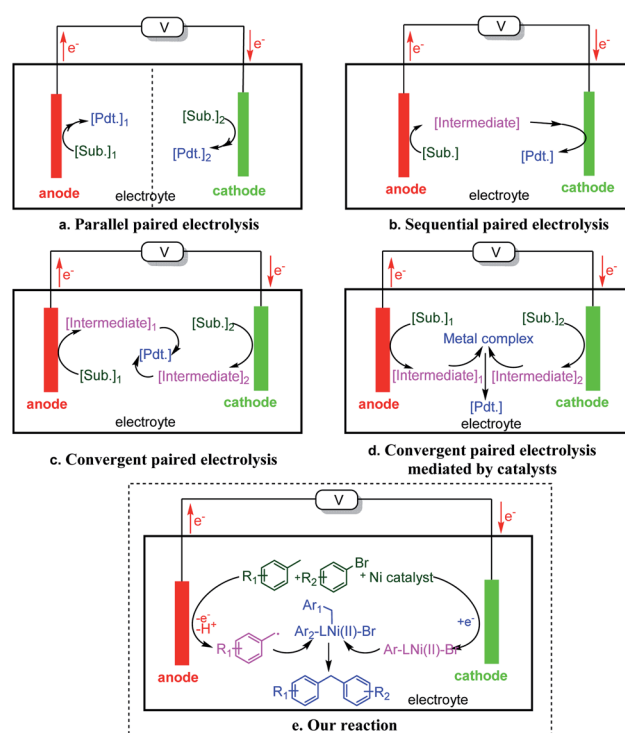 V
V
e-
e-
e-
e-
[Pdt.]1
[Sub.]1
[Sub.]2
[Pdt.]2
anode
electroyte
cathode
[Intermediate]
[Sub.]
[Pdt.]
anode
electroyte
cathode
a. Parallel paired electrolysis
b. Sequential paired electrolysis
V
V
e-
e-
e-
e-
[Intermediate]1
[Sub.]2
[Pdt.]
[Sub.]1
[Intermediate]2
anode
cathode
electroyte
[Sub.]1
[Sub.]2
Metal complex
[Intermediate]1
[Intermediate]2
[Pdt.]
anode
cathode
electroyte
c. Convergent paired electrolysis
d. Convergent paired electrolysis
mediated by catalysts
V
e-
e-
R1
+
R2
Br
+ Ni catalyst
-e-
-H+
Ar1
+e-
Ar2-LNi(II)-Br
R1
Ar-LNi(II)-Br
R1
R2
anode
cathode
electroyte
e. Our reaction